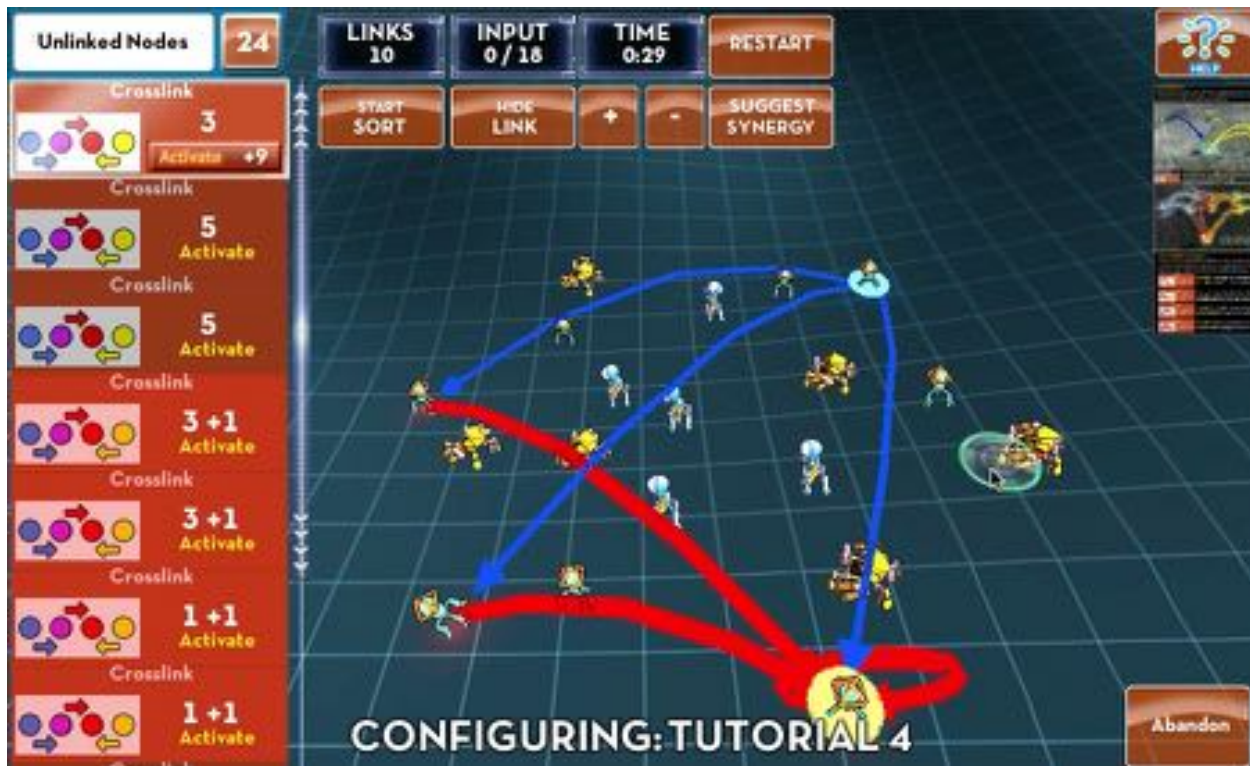 Unlinked Nodes
24
LINKS
10
INPUT
0 / 18
TIME
0:29
RESTART
HELP
START
SORT
HIDE
LINK
+
-
SUGGEST
SYNERGY
Crosslink
3
Activate +9
Crosslink
5
Activate
Crosslink
5
Activate
Crosslink
3 +1
Activate
Crosslink
3 +1
Activate
Crosslink
1 +1
Activate
Crosslink
1 +1
Activate
CONFIGURING: TUTORIAL 4
Abandon